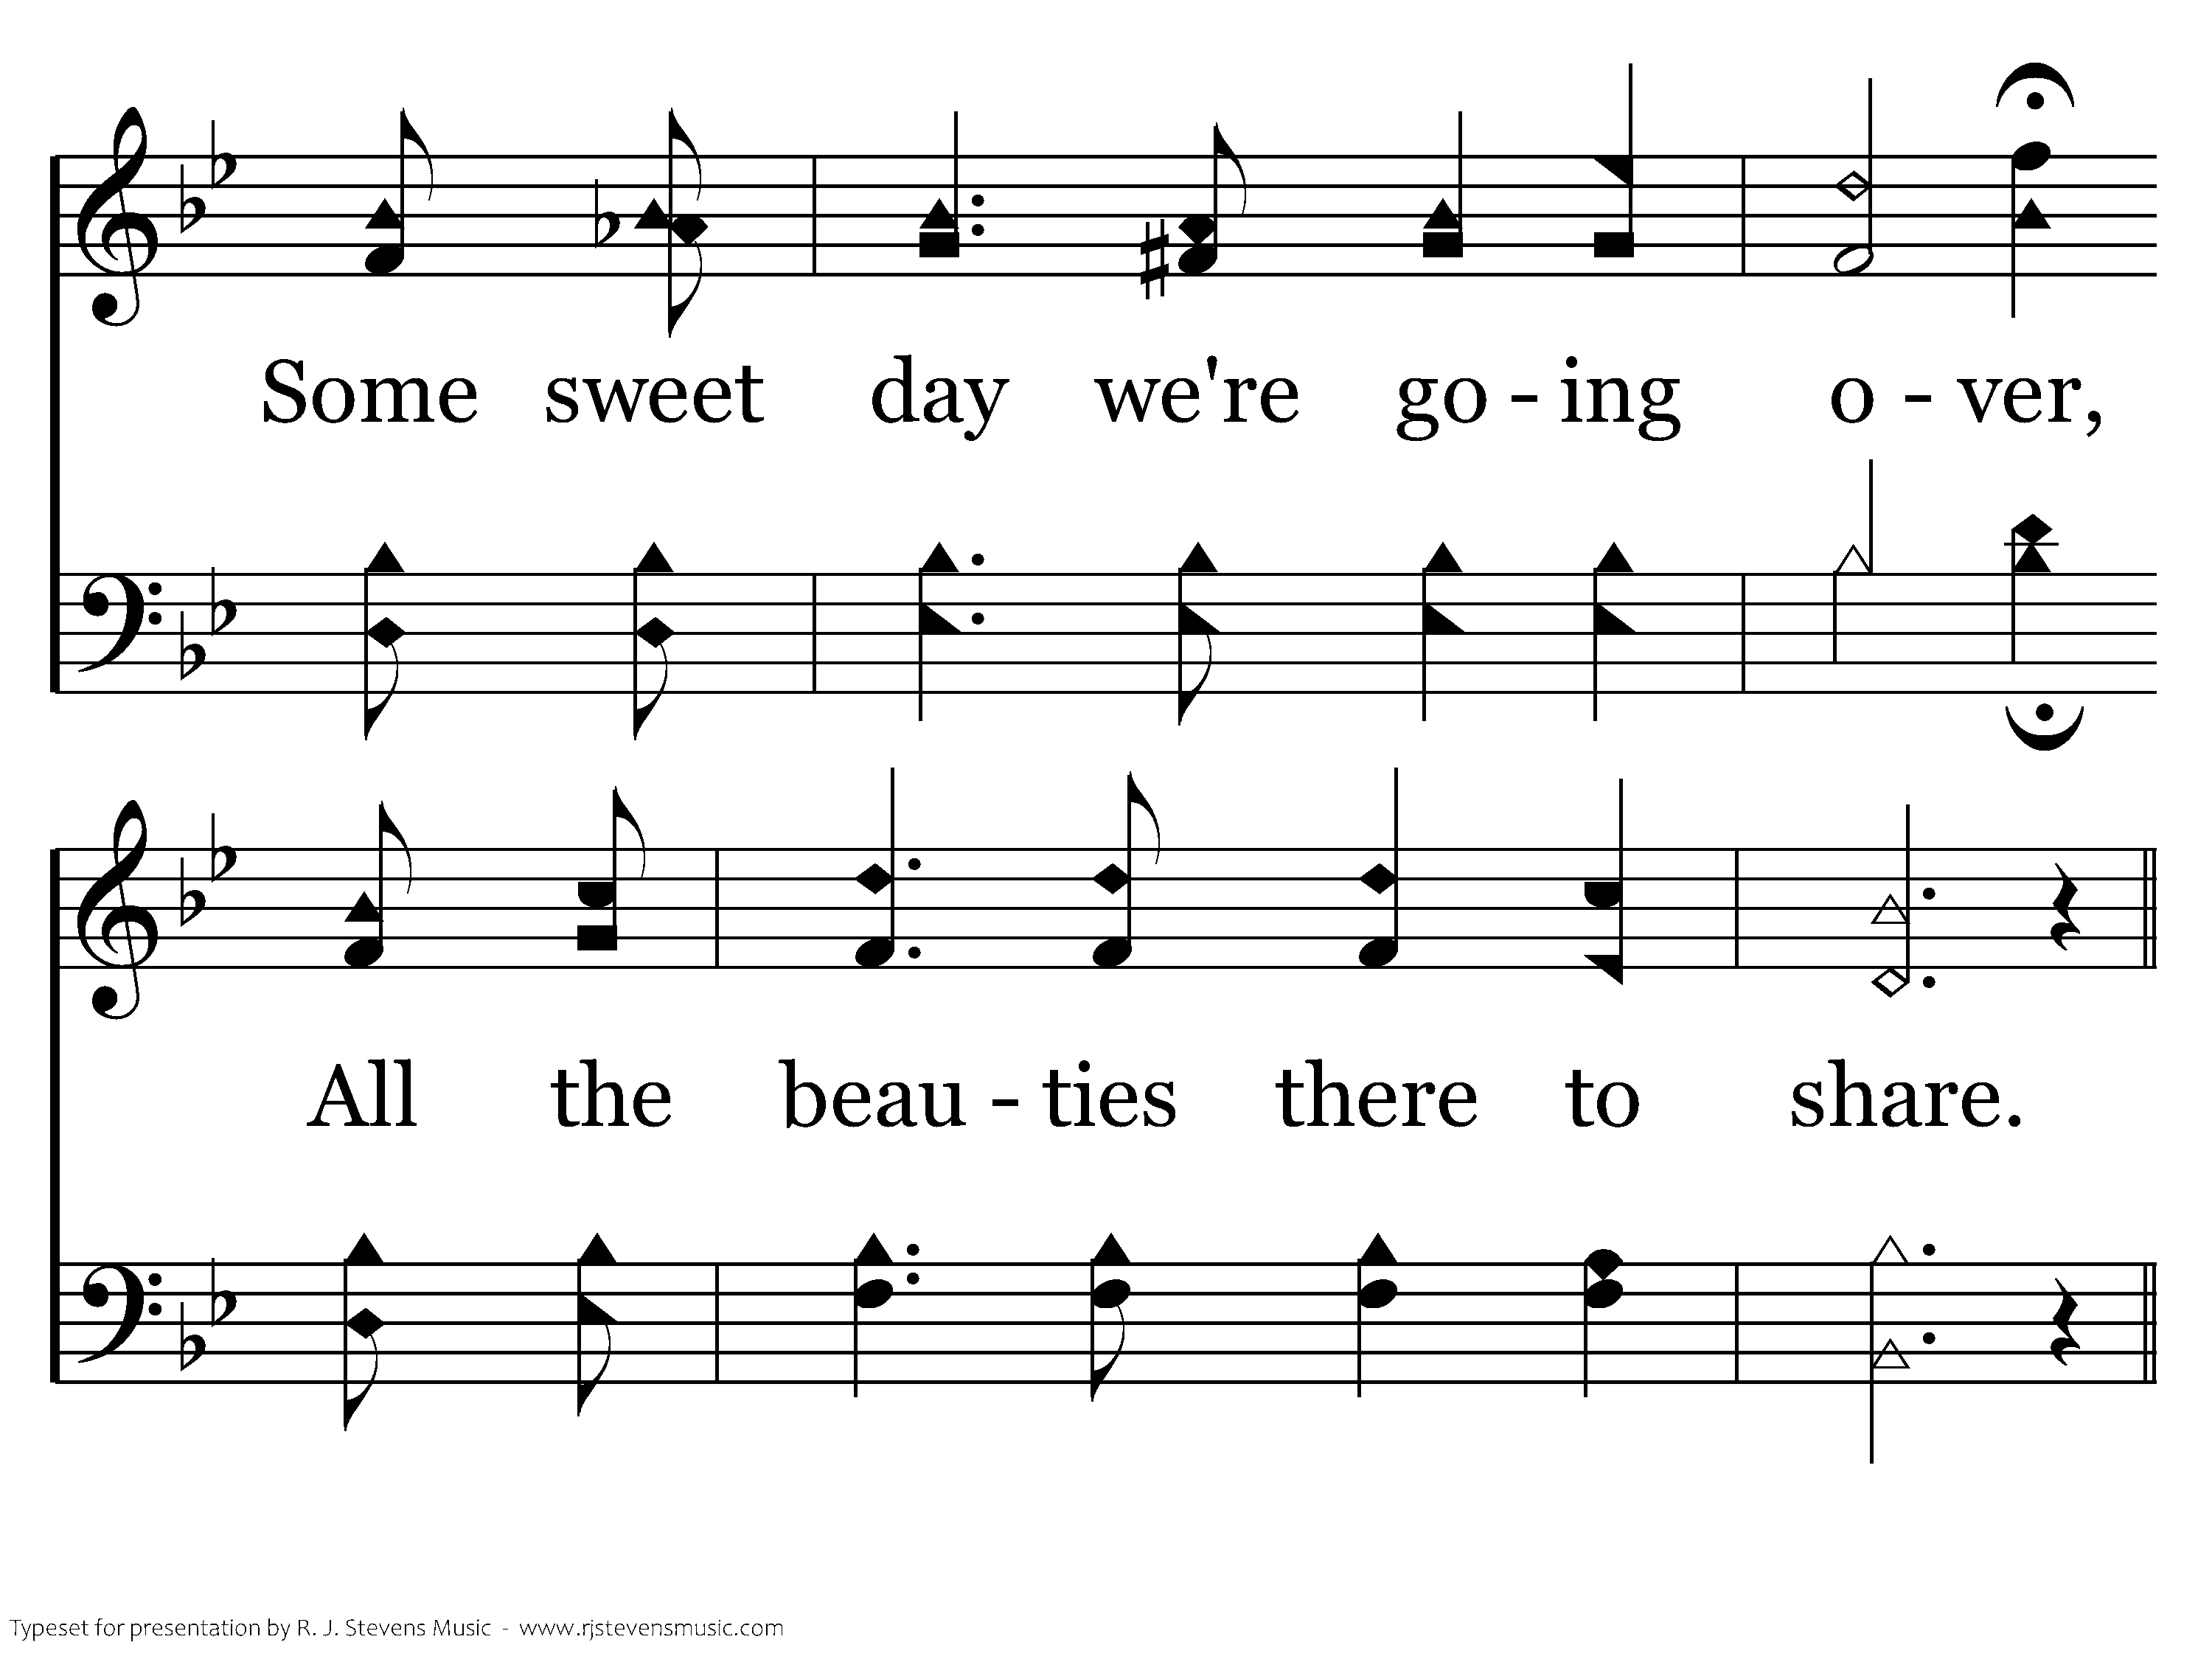 Some sweet day we're go - ing o - ver,
All the beau - ties there to share.
Typeset for presentation by R. J. Stevens Music - www.rjstevensmusic.com